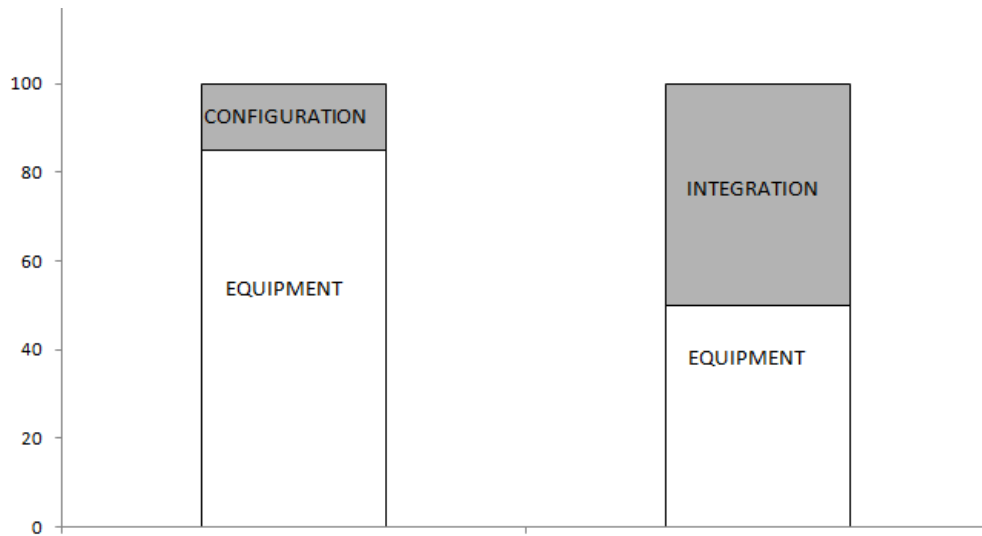 100
80
60
40
20
0
CONFIGURATION
EQUIPMENT
INTEGRATION
EQUIPMENT